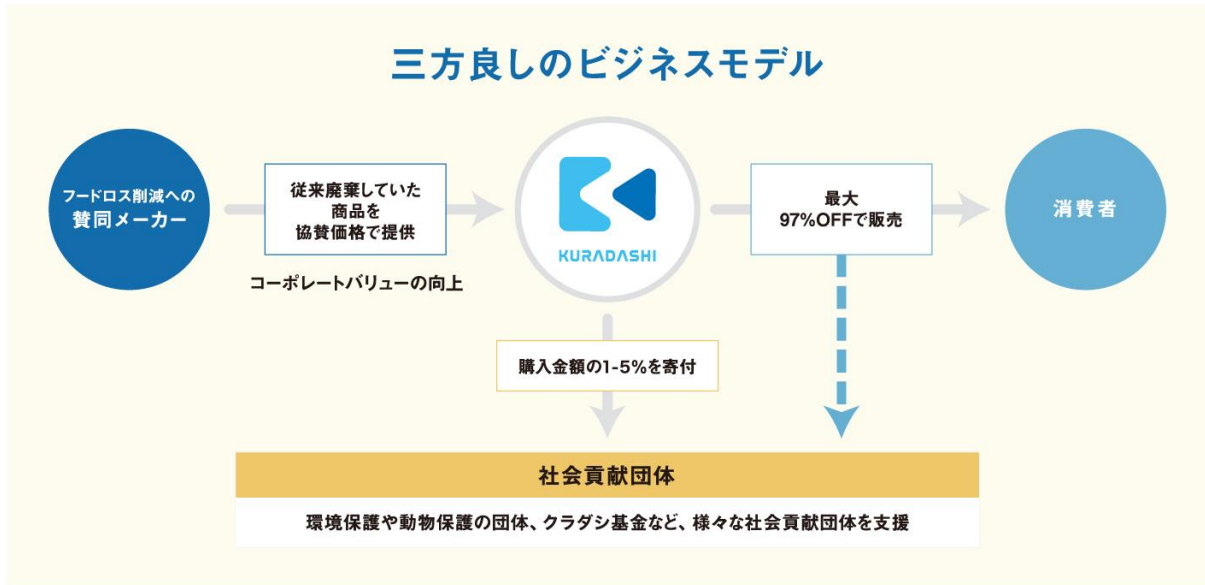 三方良しのビジネスモデル
フードロス削減への
賛同メーカー
従来廃棄していた
商品を
協賛価格で提供
コーポレートバリューの向上
KURADASHI
最大
97%OFFで販売
消費者
購入金額の1-5%を寄付
社会貢献団体
環境保護や動物保護の団体、クラダシ基金など、様々な社会貢献団体を支援